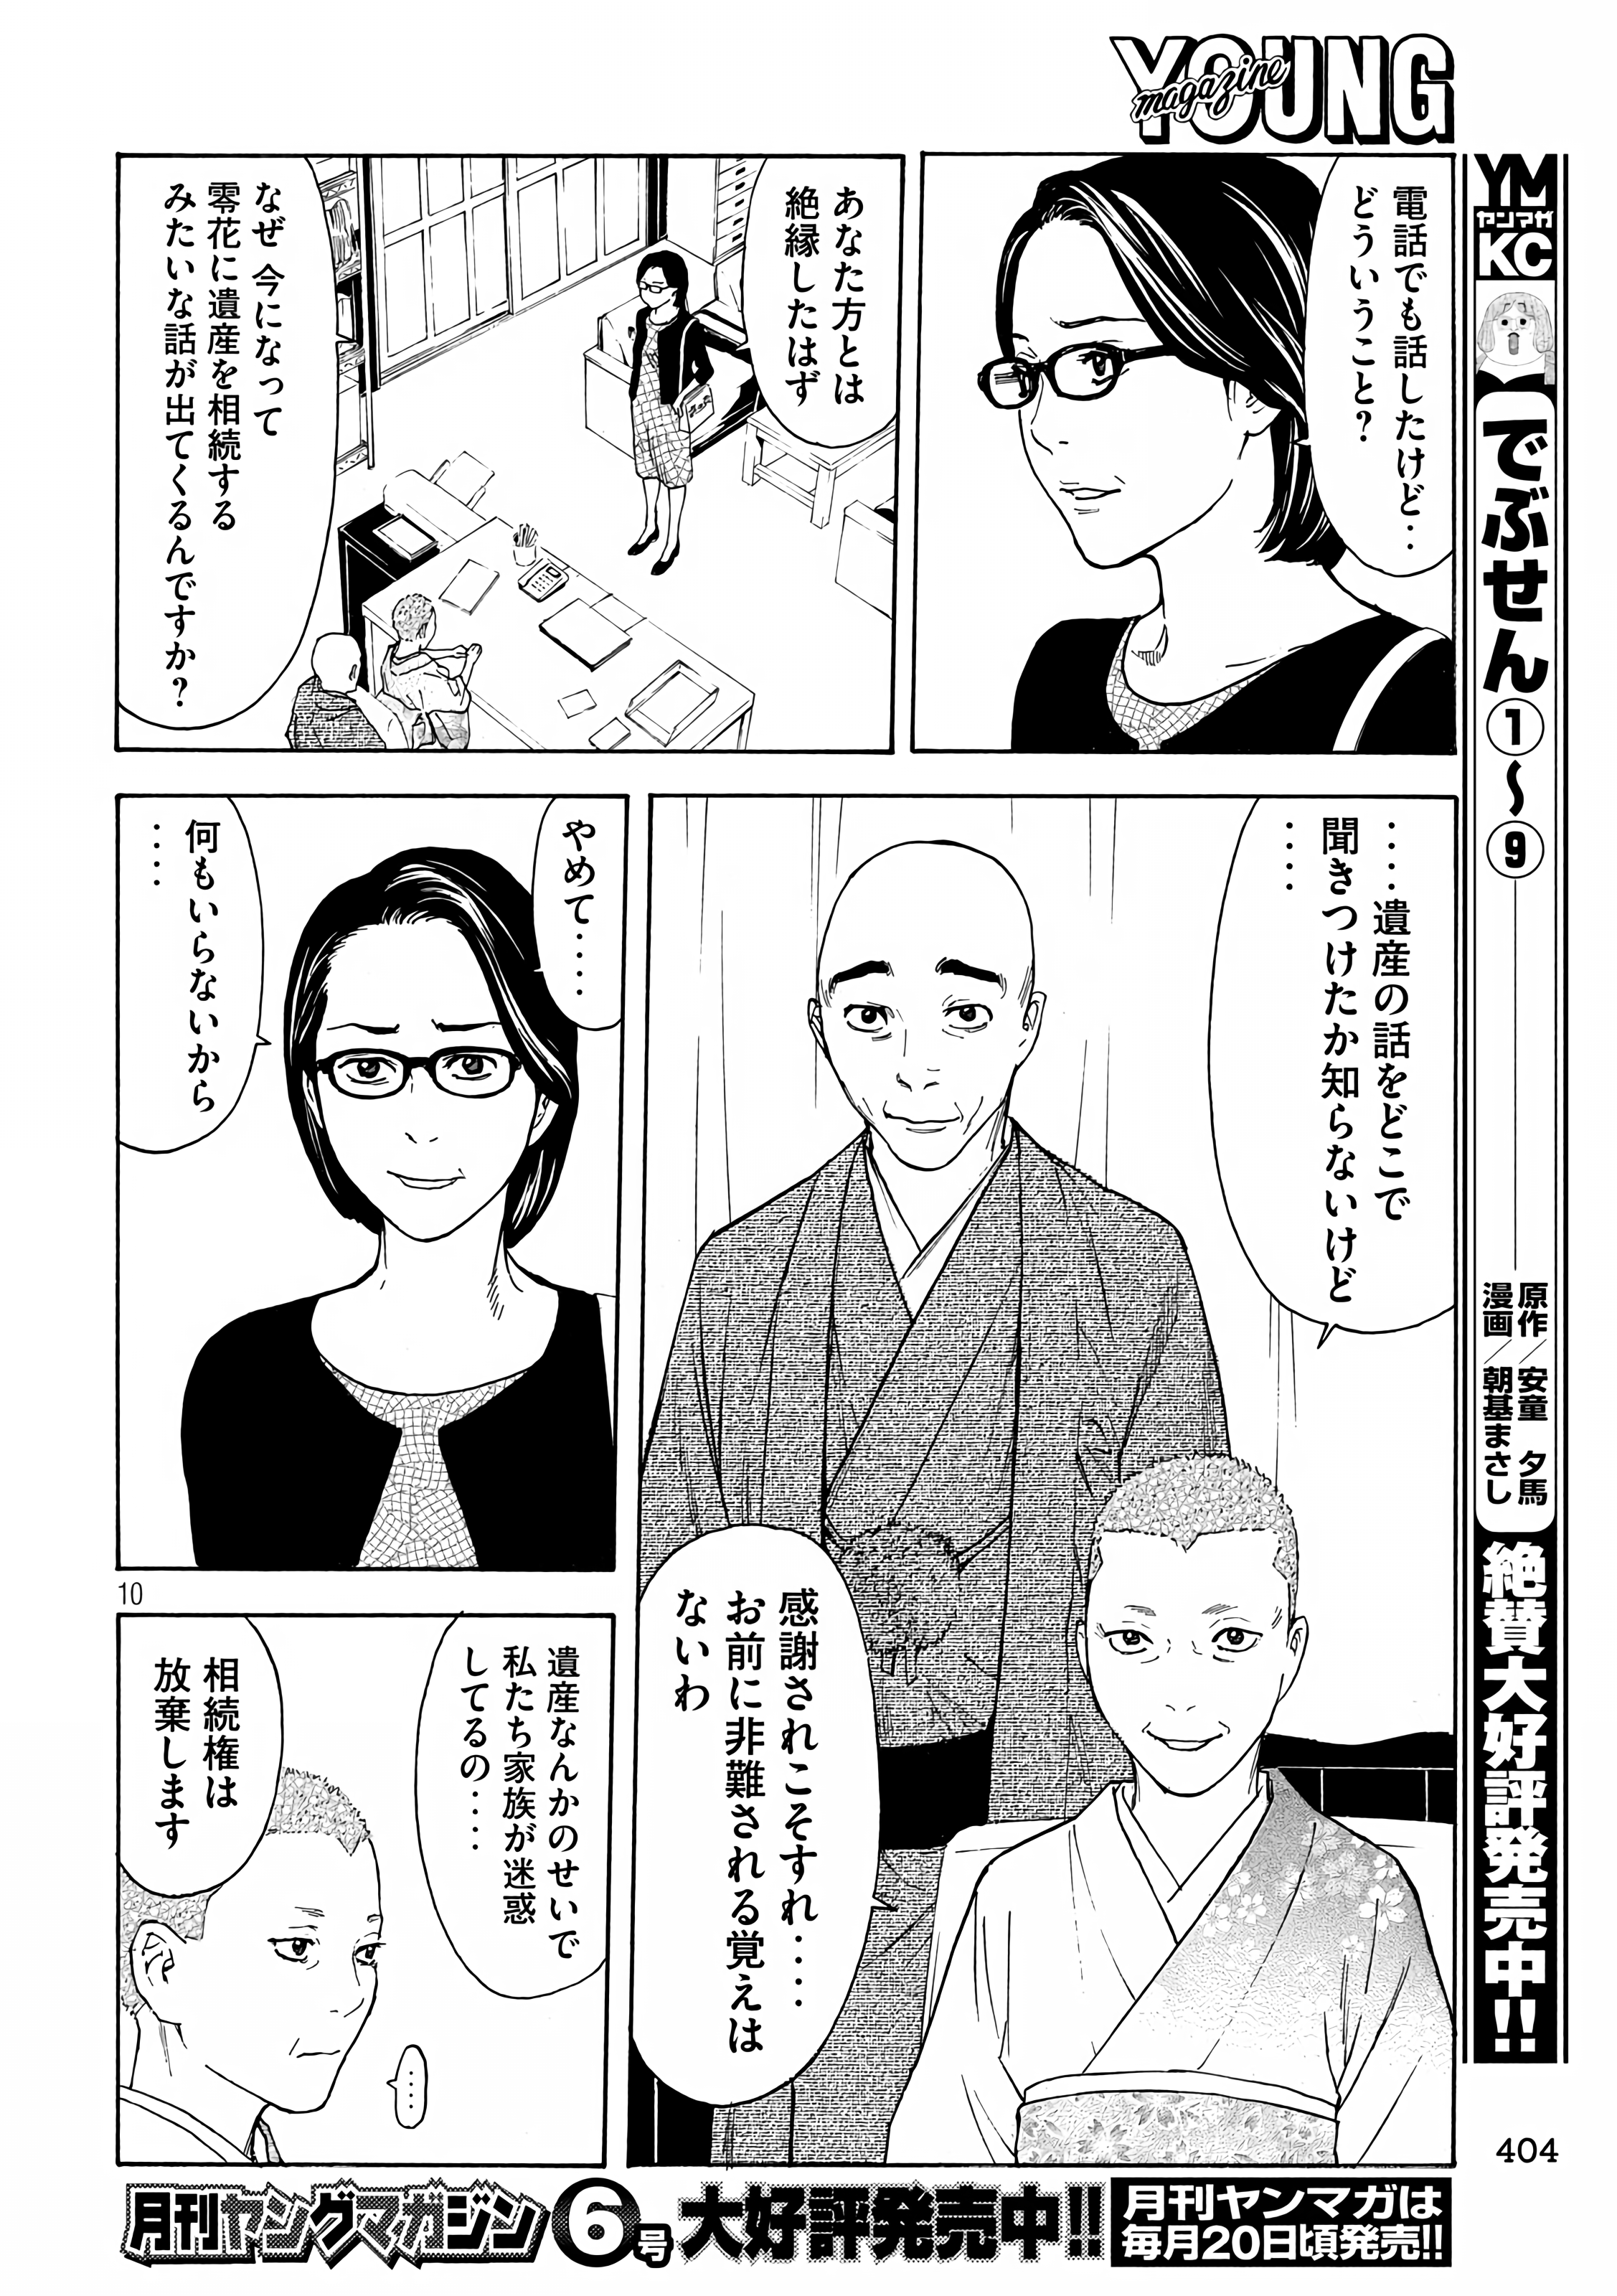 YOUNG
magazine
YM
ヤンマガ
KC
でぶせん①～⑨
原作／安童　夕馬
漫画／朝基まさし
絶賛大好評発売中!!
電話でも話したけど‥
どういうこと？
あなた方とは
絶縁したはず
なぜ 今になって
零花に遺産を相続する
みたいな話が出てくるんですか？
‥‥遺産の話をどこで
聞きつけたか知らないけど
‥‥
感謝されこそすれ‥‥
お前に非難される覚えは
ないわ
やめて‥‥
何もいらないから
‥‥
10
遺産なんかのせいで
私たち家族が迷惑
してるの‥‥
相続権は
放棄します
‥‥
404
月刊ヤングマガジン6号 大好評発売中!!
月刊ヤンマガは
毎月20日頃発売!!